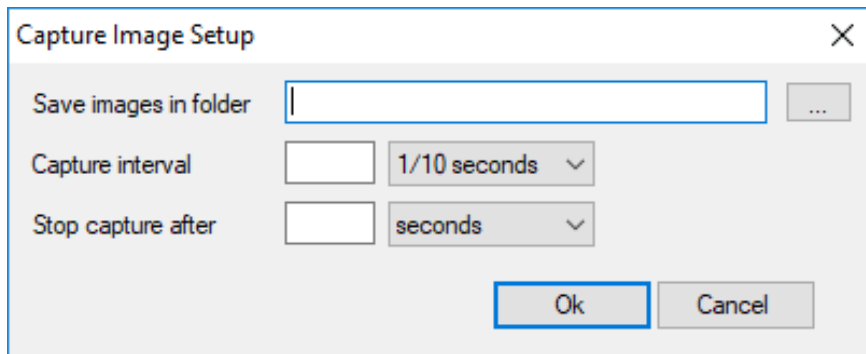 Capture Image Setup
Save images in folder ...
Capture interval 1/10 seconds
Stop capture after seconds
Ok Cancel